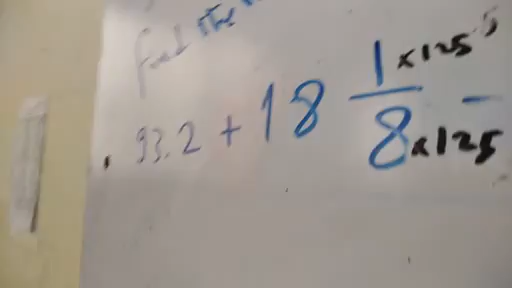 find the
93.2 + 18 1/8 ×125 ×125